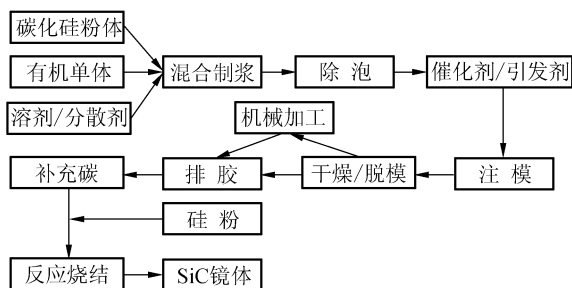 碳化硅粉体
有机单体
溶剂/分散剂
混合制浆
除 泡
催化剂/引发剂
机械加工
补充碳
排 胶
干燥/脱模
注 模
硅 粉
反应烧结
SiC镜体